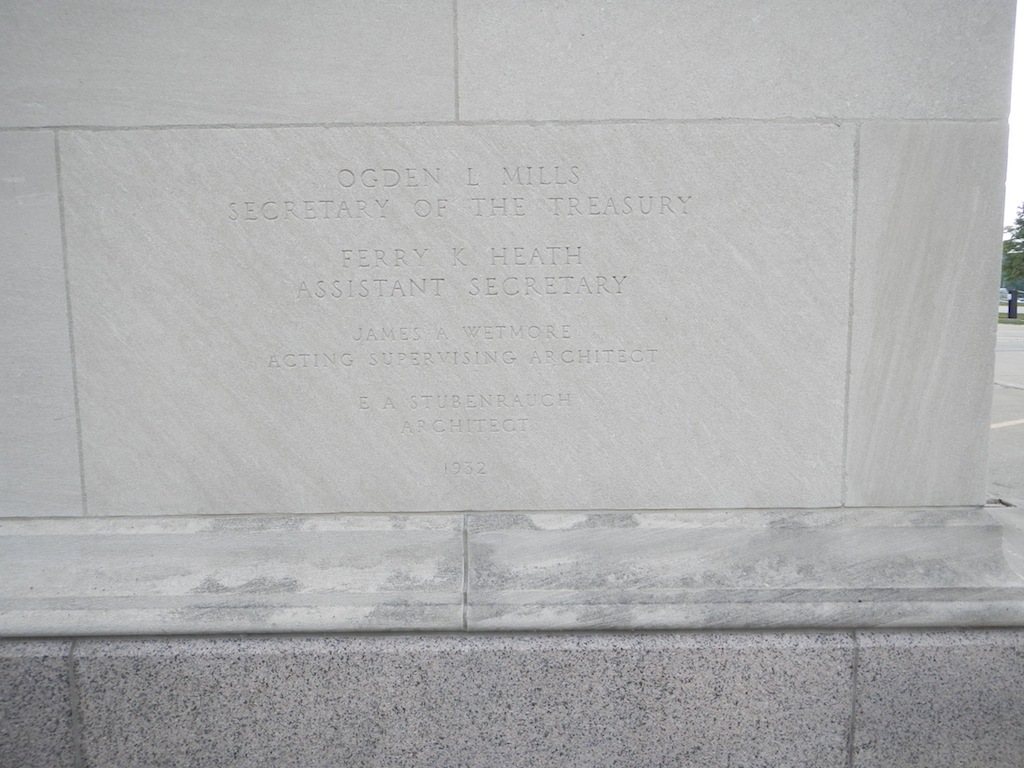 OGDEN L MILLS
SECRETARY OF THE TREASURY
FERRY K HEATH
ASSISTANT SECRETARY
JAMES A WETMORE
ACTING SUPERVISING ARCHITECT
E A STUBENRAUCH
ARCHITECT
1932